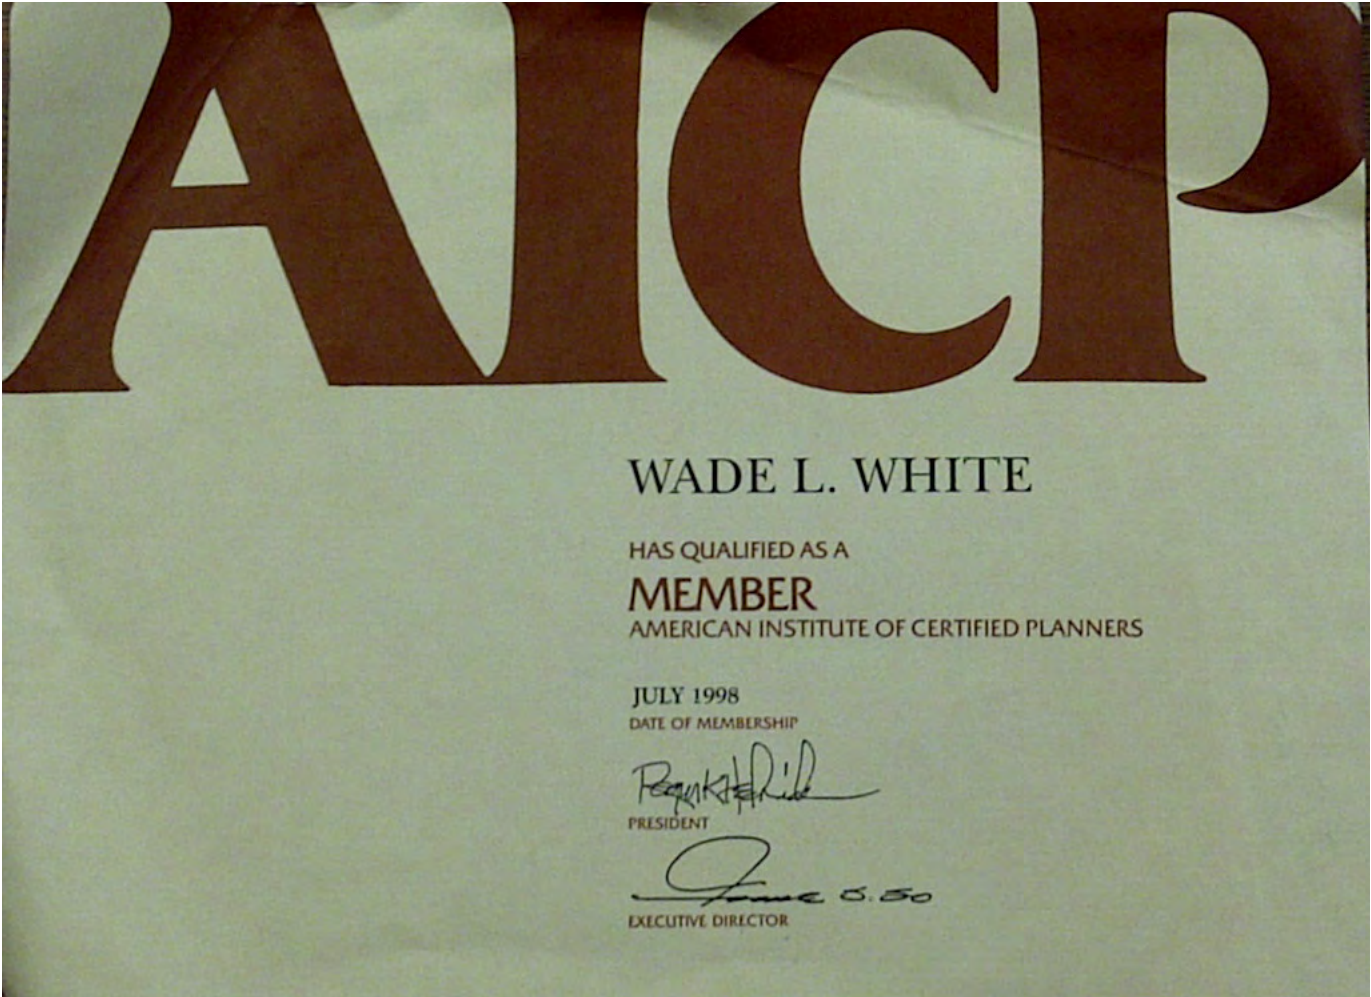 AICP
WADE L. WHITE
HAS QUALIFIED AS A
MEMBER
AMERICAN INSTITUTE OF CERTIFIED PLANNERS
JULY 1998
DATE OF MEMBERSHIP
PRESIDENT
EXECUTIVE DIRECTOR